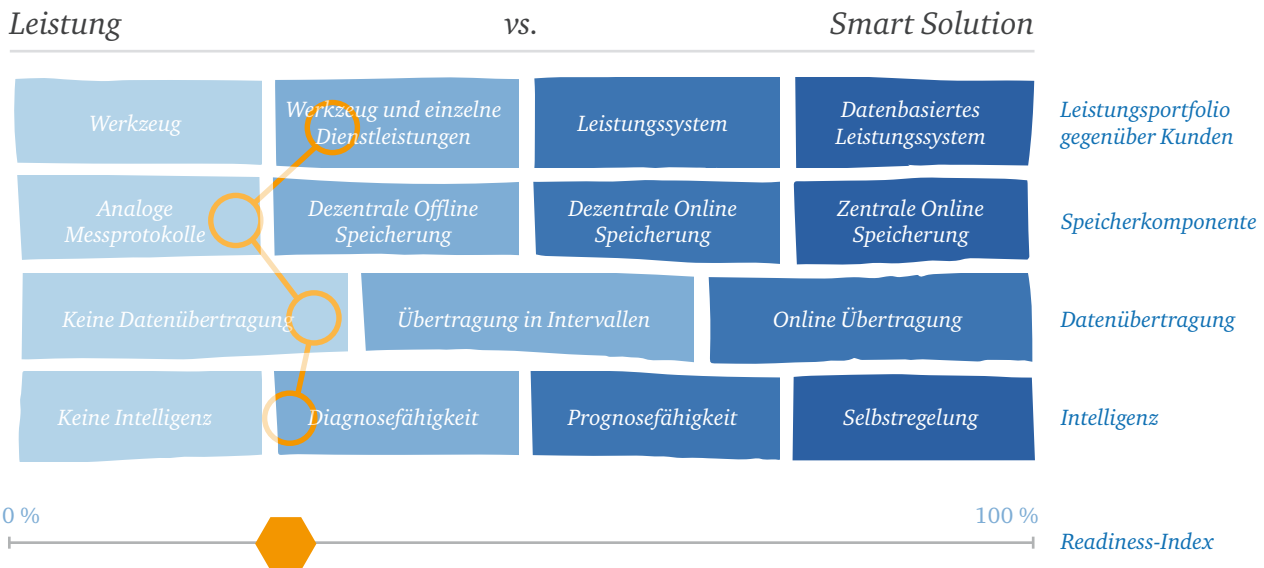 Leistung vs. Smart Solution
Werkzeug
Werkzeug und einzelne
Dienstleistungen
Leistungssystem
Datenbasiertes
Leistungssystem
Leistungsportfolio
gegenüber Kunden
Analoge
Messprotokolle
Dezentrale Offline
Speicherung
Dezentrale Online
Speicherung
Zentrale Online
Speicherung
Speicherkomponente
Keine Datenübertragung
Übertragung in Intervallen
Online Übertragung
Datenübertragung
Keine Intelligenz
Diagnosefähigkeit
Prognosefähigkeit
Selbstregelung
Intelligenz
0 %
100 %
Readiness-Index